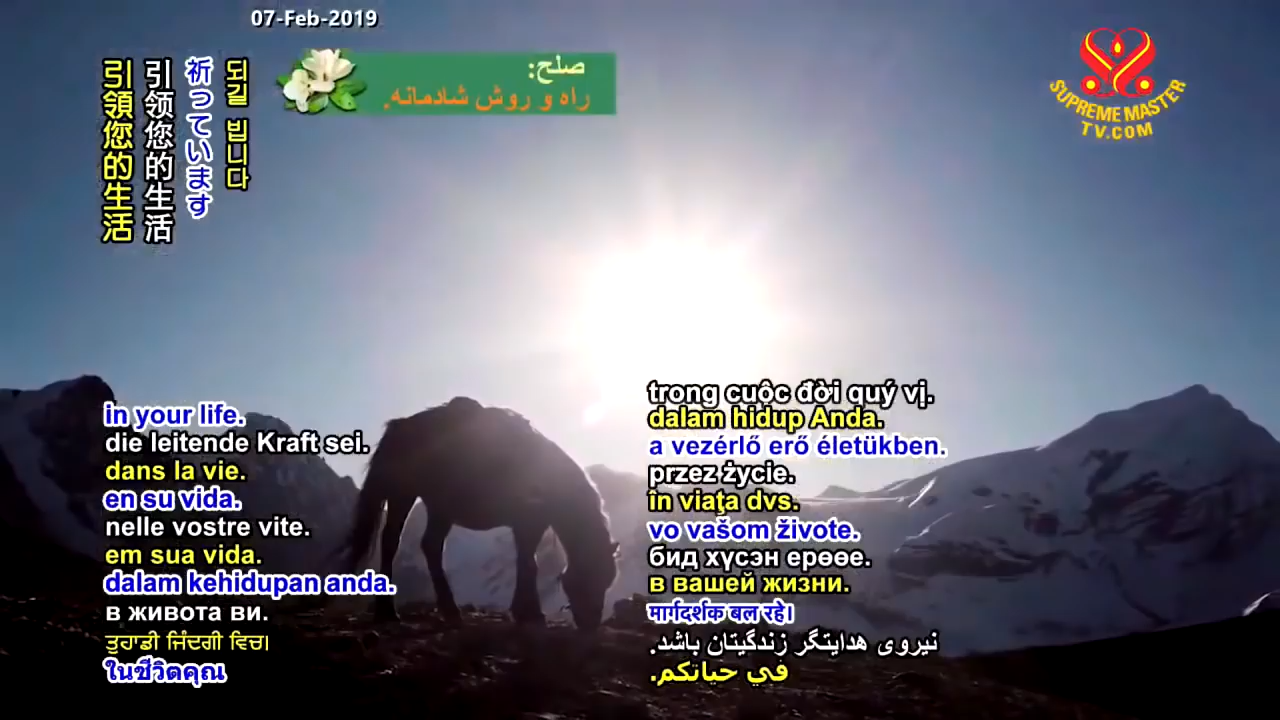 07-Feb-2019
صلح:
راه و روش شادمانه.
SUPREME MASTER
TV.COM
되길 빕니다
祈っています
引领您的生活
引領您的生活
in your life.
die leitende Kraft sei.
dans la vie.
en su vida.
nelle vostre vite.
em sua vida.
dalam kehidupan anda.
в живота ви.
ਤੁਹਾਡੀ ਜਿੰਦਗੀ ਵਿਚ।
ในชีวิตคุณ
trong cuộc đời quý vị.
dalam hidup Anda.
a vezérlő erő életükben.
przez życie.
în viaţa dvs.
vo vašom živote.
бид хүсэн ерөөе.
в вашей жизни.
मार्गदर्शक बल रहे।
نیروی هدایتگر زندگیتان باشد.
في حياتكم.